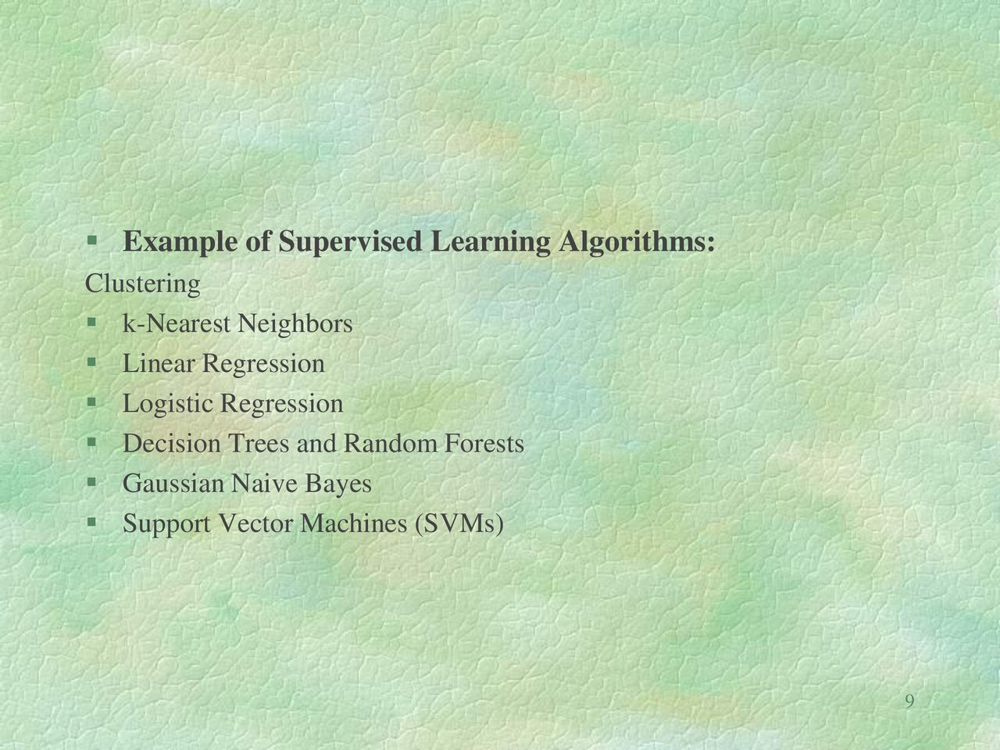 ▪ Example of Supervised Learning Algorithms:
Clustering
▪ k-Nearest Neighbors
▪ Linear Regression
▪ Logistic Regression
▪ Decision Trees and Random Forests
▪ Gaussian Naive Bayes
▪ Support Vector Machines (SVMs)
9